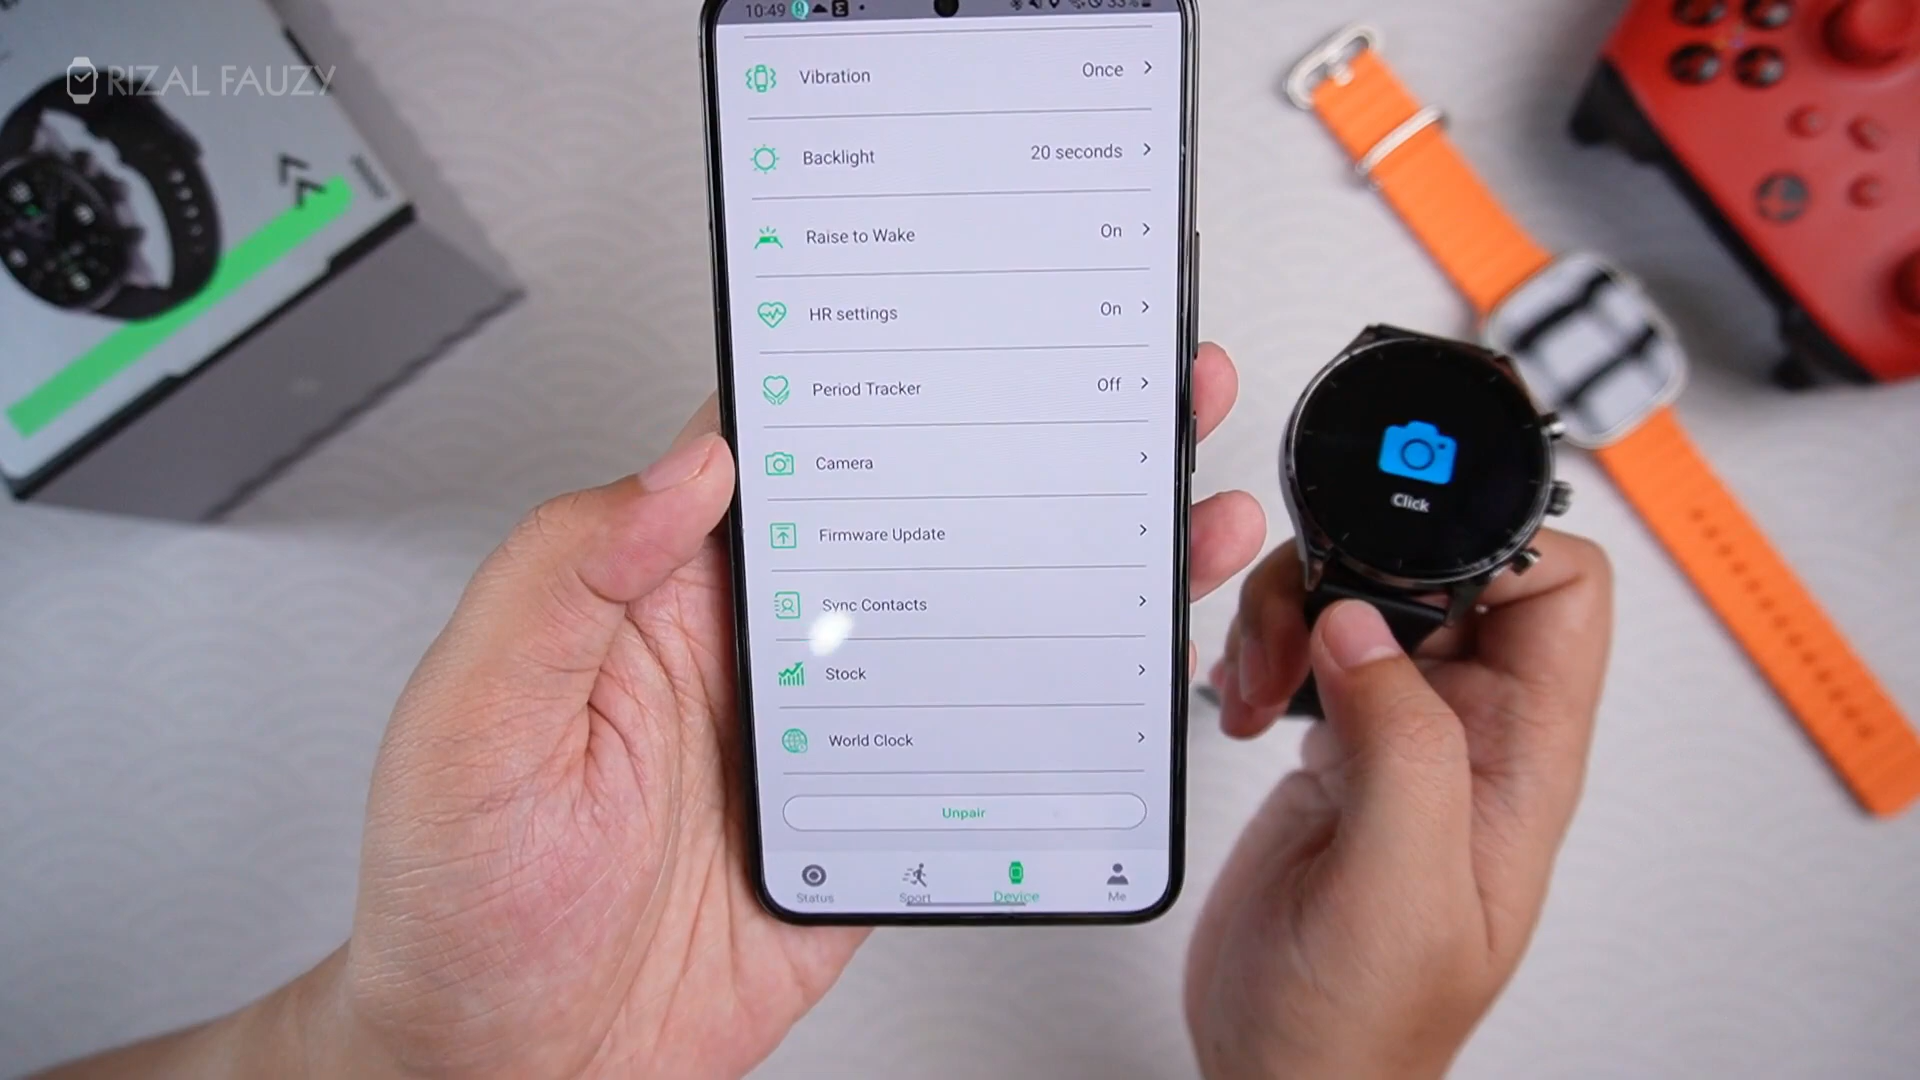 RIZAL FAUZY
10:49
33%
Vibration
Once
Backlight
20 seconds
Raise to Wake
On
HR settings
On
Period Tracker
Off
Camera
Firmware Update
Sync Contacts
Stock
World Clock
Unpair
Status
Sport
Device
Me
Click